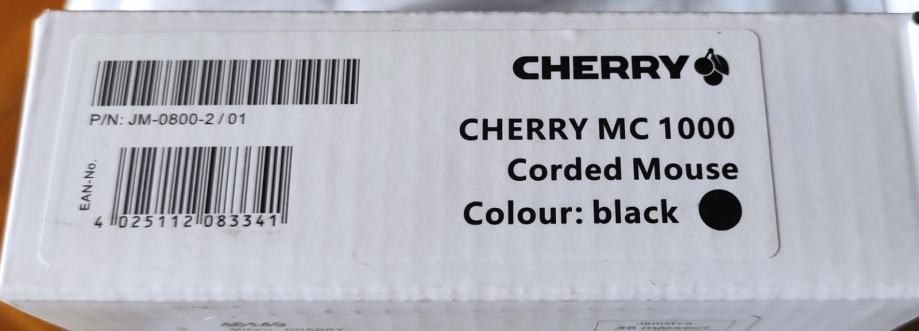 CHERRY
P/N: JM-0800-2 / 01
CHERRY MC 1000
Corded Mouse
Colour: black
EAN-No.
4 025112 083341